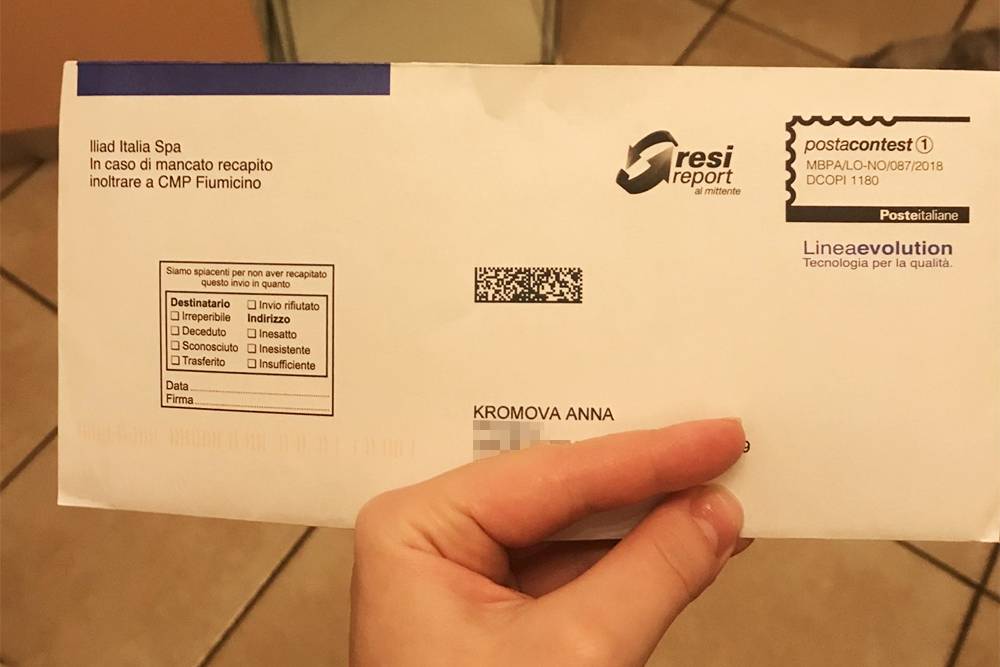 Iliad Italia Spa
In caso di mancato recapito
inoltrare a CMP Fiumicino
resi
report
al mittente
postacontest 1
MBPA/LO-NO/087/2018
DCOPI 1180
Posteitaliane
Lineaevolution
Tecnologia per la qualità.
Siamo spiacenti per non aver recapitato
questo invio in quanto
Destinatario
Irreperibile
Deceduto
Sconosciuto
Trasferito
Invio rifiutato
Indirizzo
Inesatto
Inesistente
Insufficiente
Data
Firma
KROMOVA ANNA
9